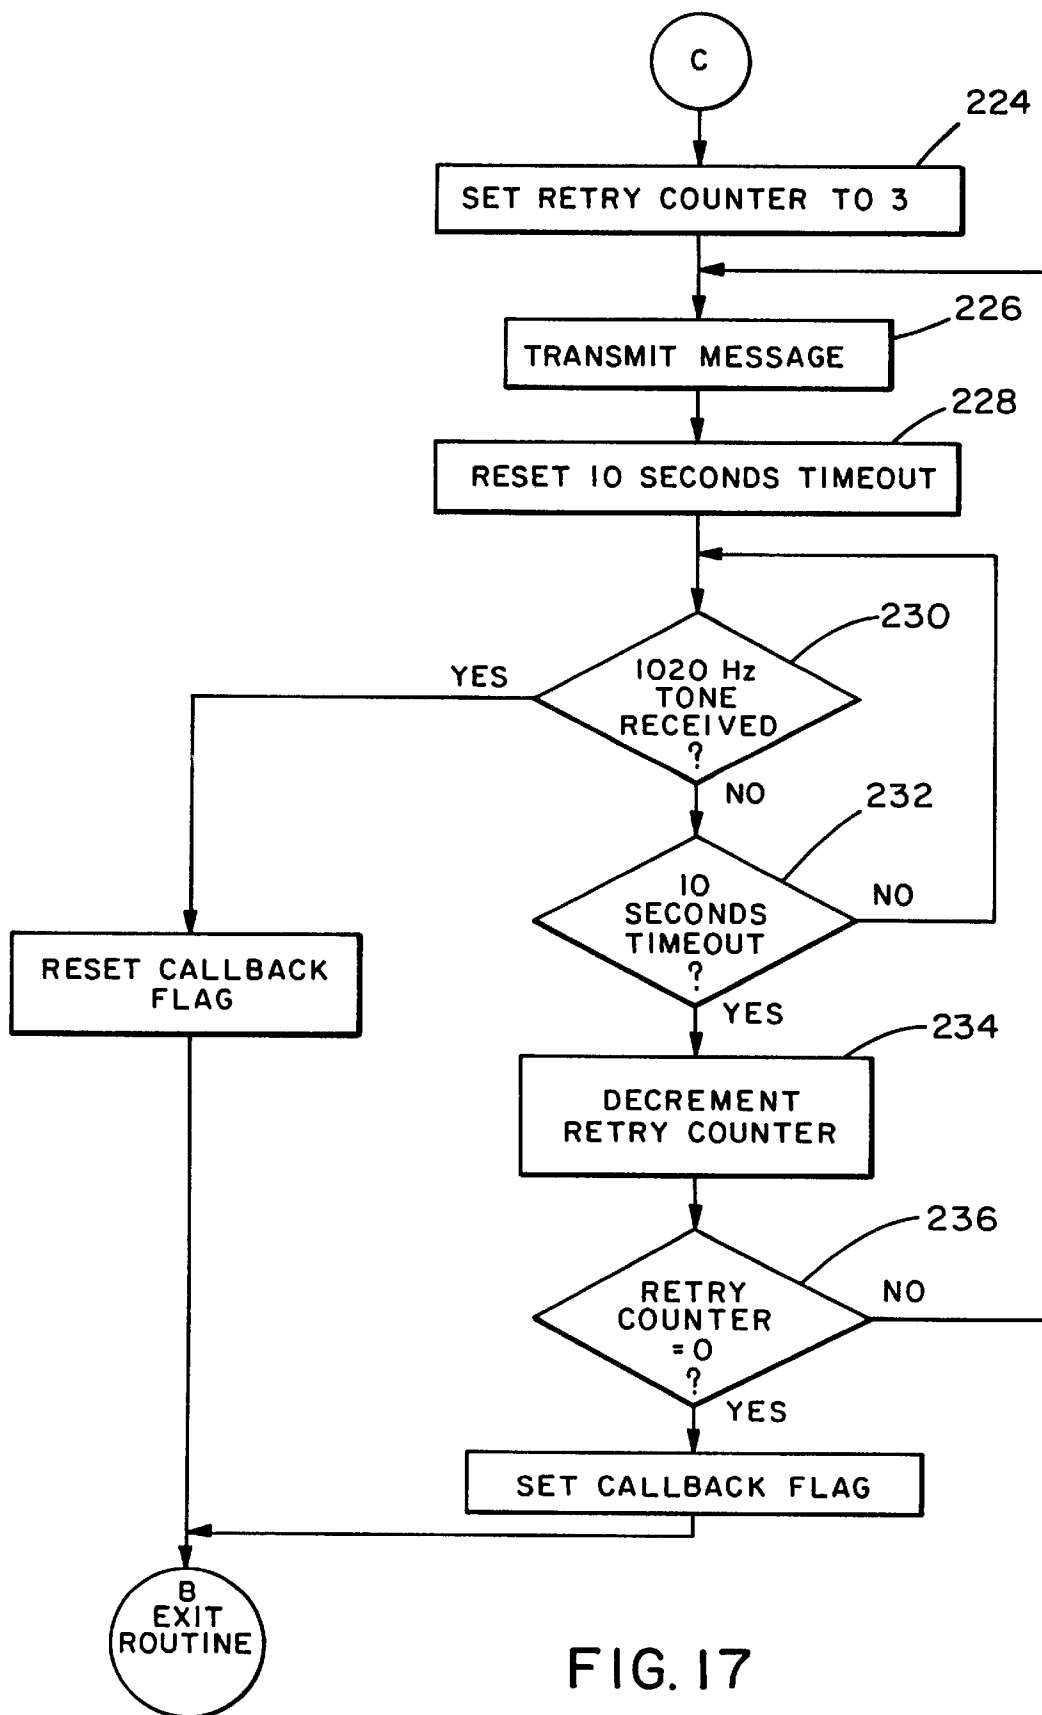 C
224
SET RETRY COUNTER TO 3
226
TRANSMIT MESSAGE
228
RESET 10 SECONDS TIMEOUT
230
YES
1020 Hz
TONE
RECEIVED
?
NO
232
10
SECONDS
TIMEOUT
?
NO
YES
RESET CALLBACK
FLAG
234
DECREMENT
RETRY COUNTER
236
RETRY
COUNTER
=0
?
NO
YES
SET CALLBACK FLAG
B
EXIT
ROUTINE
FIG. 17